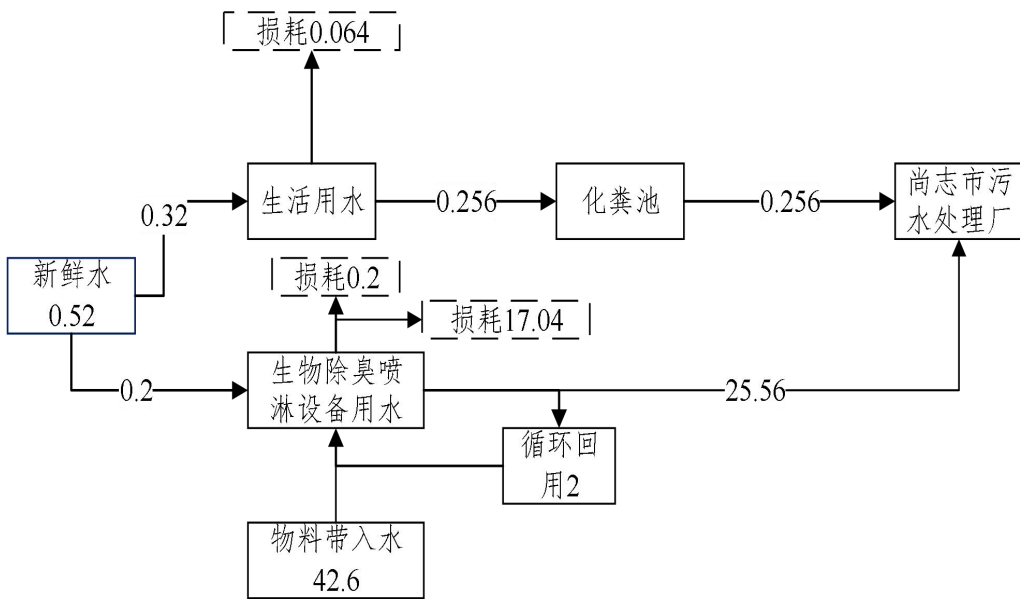 损耗0.064
生活用水
0.256
化粪池
0.256
尚志市污
水处理厂
0.32
新鲜水
0.52
损耗0.2
损耗17.04
0.2
生物除臭喷
淋设备用水
25.56
循环回
用2
物料带入水
42.6